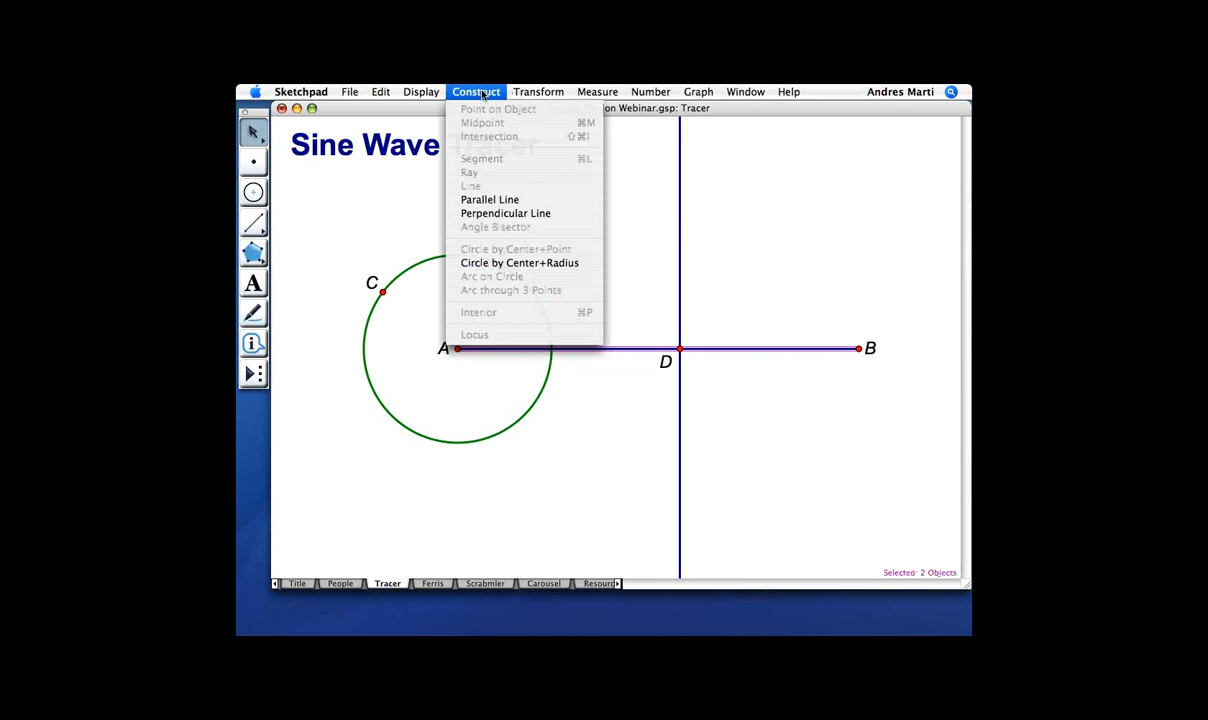 Sketchpad File Edit Display Construct Transform Measure Number Graph Window Help Andres Marti
on Webinar.gsp: Tracer
Sine Wave Tracer
Point on Object
Midpoint ⌘M
Intersection ⇧⌘I
Segment ⌘L
Ray
Line
Parallel Line
Perpendicular Line
Angle Bisector
Circle by Center+Point
Circle by Center+Radius
Arc on Circle
Arc through 3 Points
Interior ⌘P
Locus
A
C
A B
D
Selected: 2 Objects
Title People Tracer Ferris Scrabmler Carousel Resourc